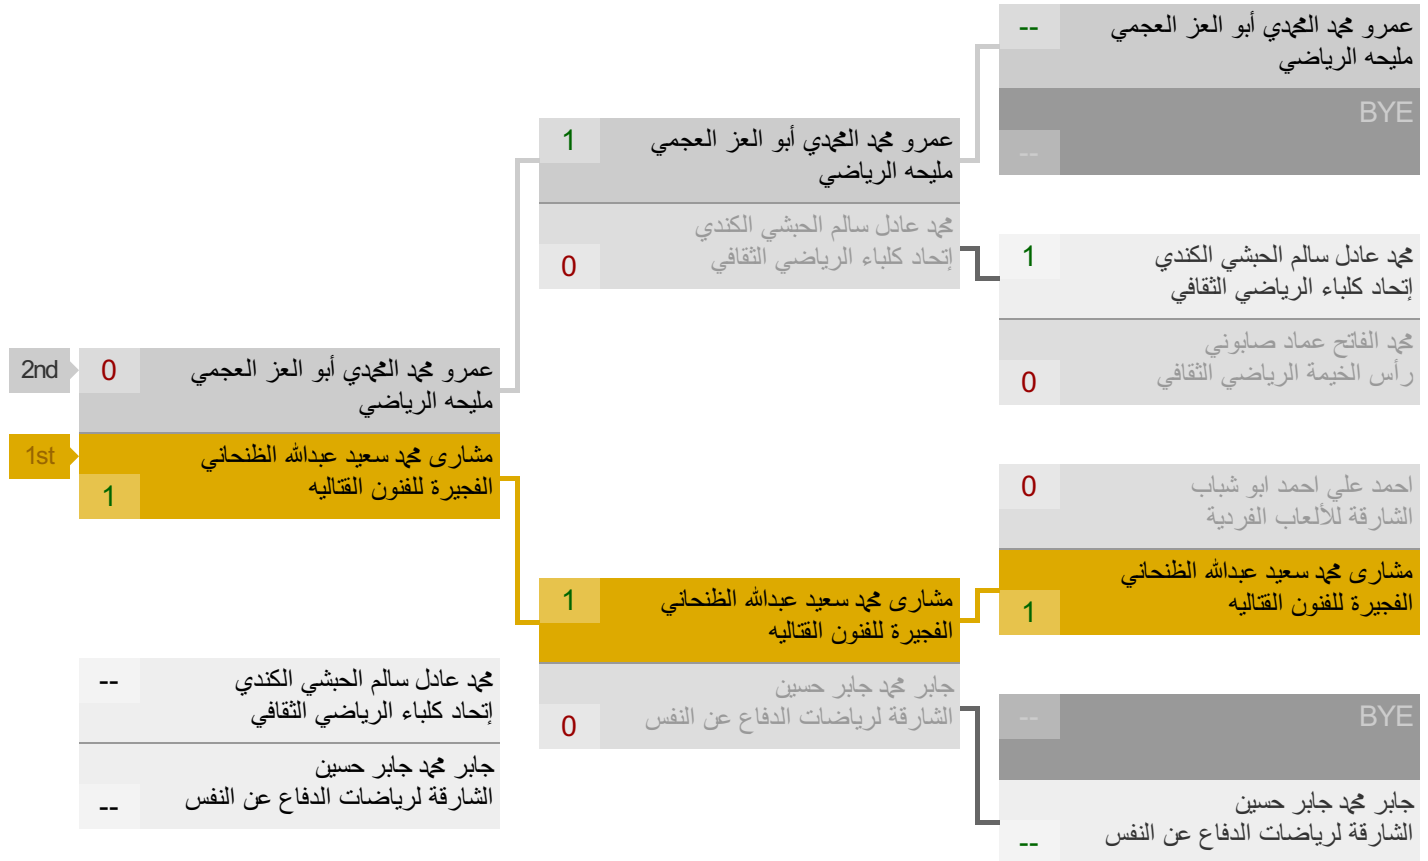 --
عمرو محمد المحمدي أبو العز العجمي
مليحه الرياضي
BYE
--
1
عمرو محمد المحمدي أبو العز العجمي
مليحه الرياضي
محمد عادل سالم الحبشي الكندي
إتحاد كلباء الرياضي الثقافي
0
1
محمد عادل سالم الحبشي الكندي
إتحاد كلباء الرياضي الثقافي
محمد الفاتح عماد صابوني
رأس الخيمة الرياضي الثقافي
0
2nd
0
عمرو محمد المحمدي أبو العز العجمي
مليحه الرياضي
1st
مشارى محمد سعيد عبدالله الظنحاني
الفجيرة للفنون القتاليه
1
0
احمد علي احمد ابو شباب
الشارقة للألعاب الفردية
مشارى محمد سعيد عبدالله الظنحاني
الفجيرة للفنون القتاليه
1
1
مشارى محمد سعيد عبدالله الظنحاني
الفجيرة للفنون القتاليه
جابر محمد جابر حسين
الشارقة لرياضات الدفاع عن النفس
0
--
محمد عادل سالم الحبشي الكندي
إتحاد كلباء الرياضي الثقافي
جابر محمد جابر حسين
الشارقة لرياضات الدفاع عن النفس
--
--
BYE
جابر محمد جابر حسين
الشارقة لرياضات الدفاع عن النفس
--